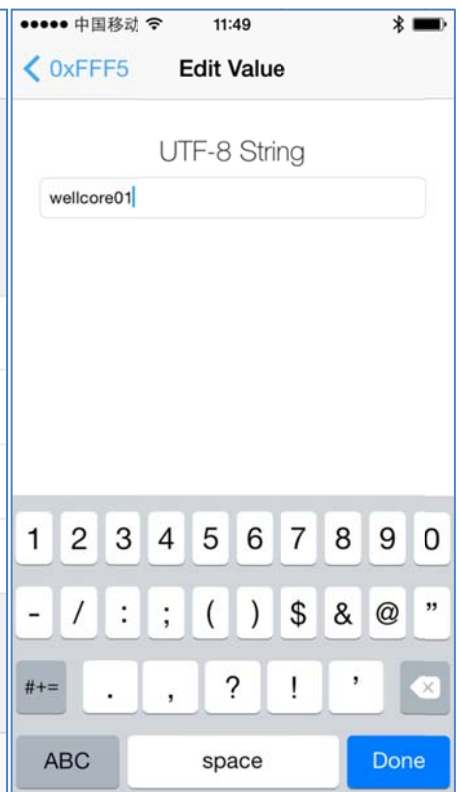 中国移动 11:49
0xFFF5 Edit Value
UTF-8 String
wellcore01
1 2 3 4 5 6 7 8 9 0
- / : ; ( ) $ & @ ”
#+= . , ? ! ’
ABC space Done